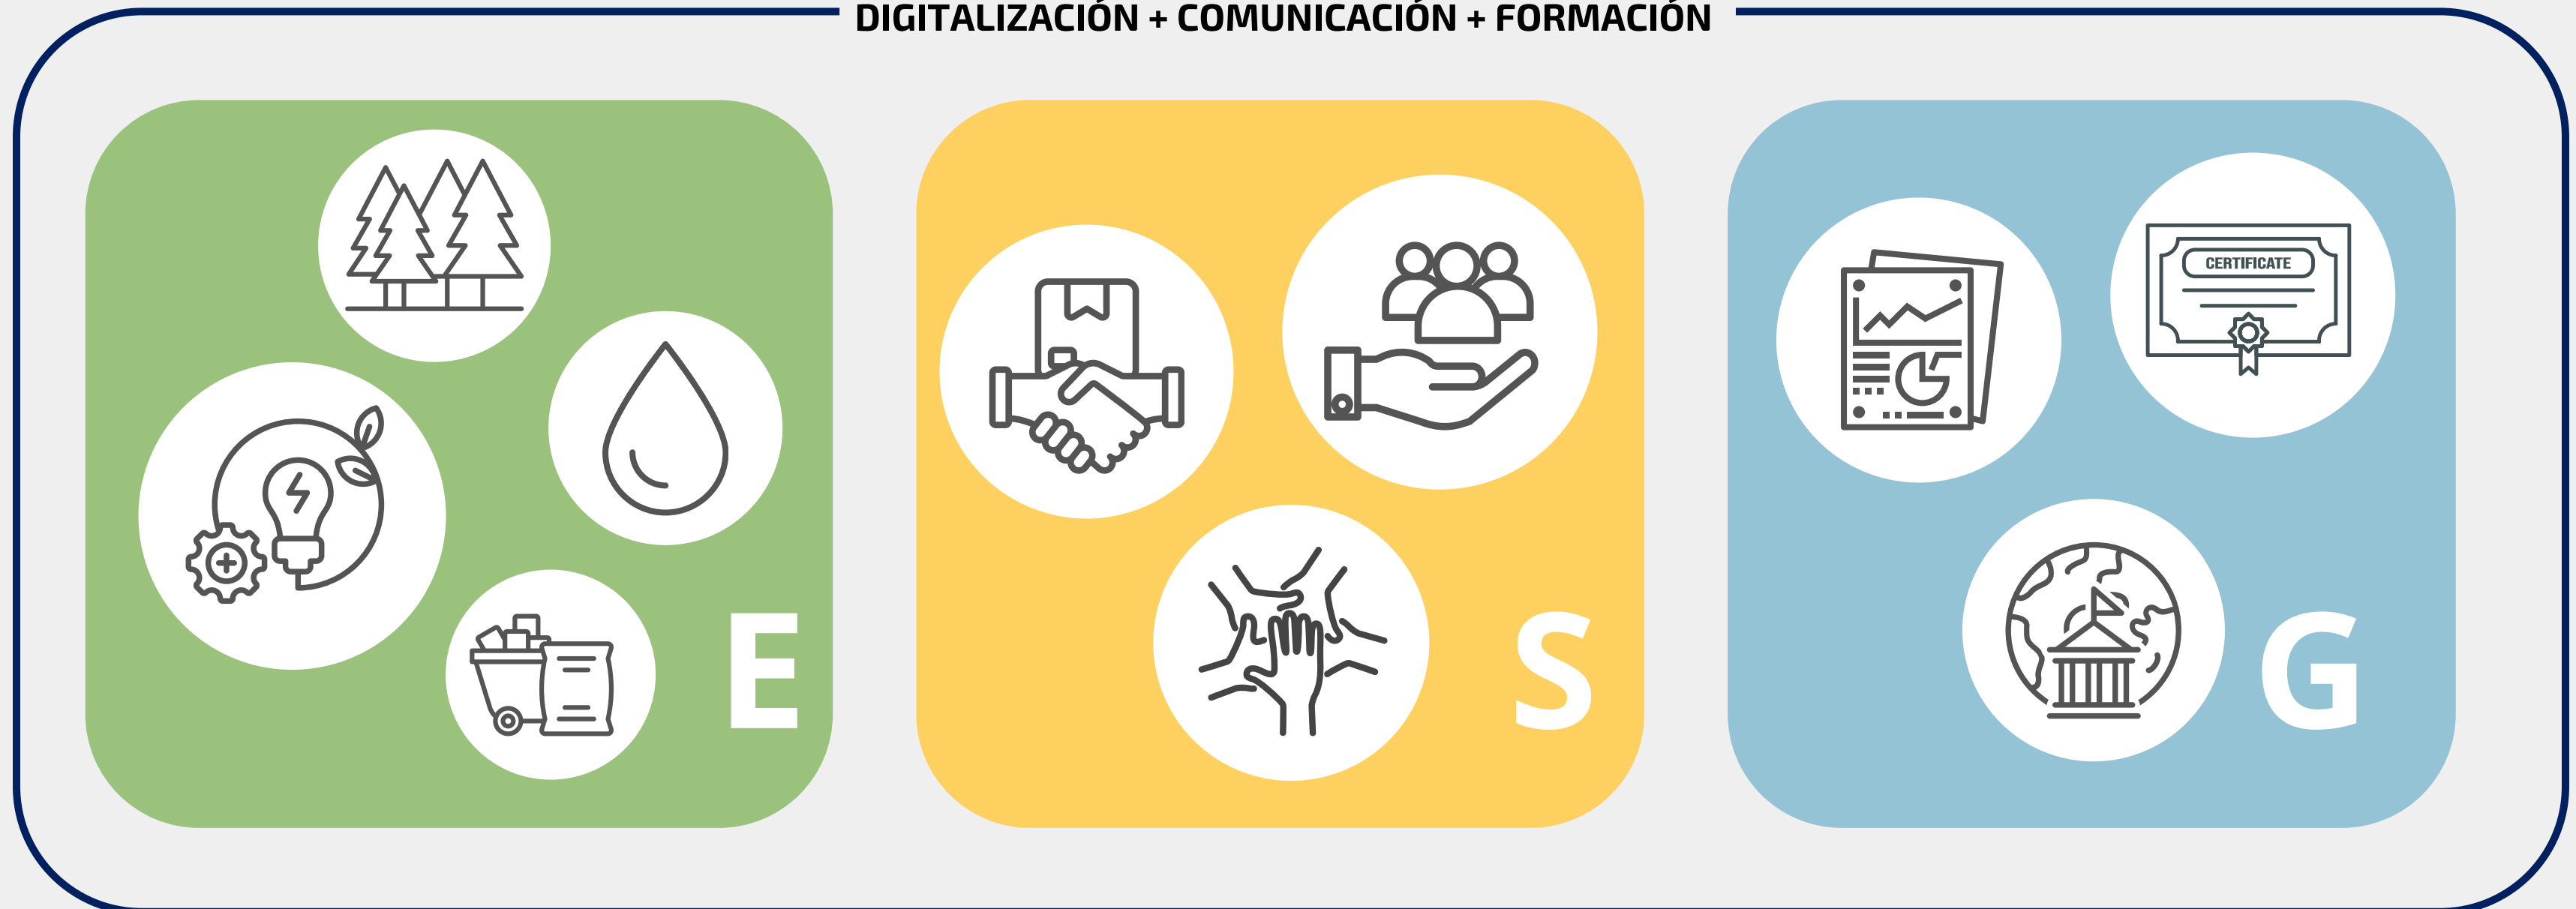 DIGITALIZACIÓN + COMUNICACIÓN + FORMACIÓN
CERTIFICATE
E
S
G